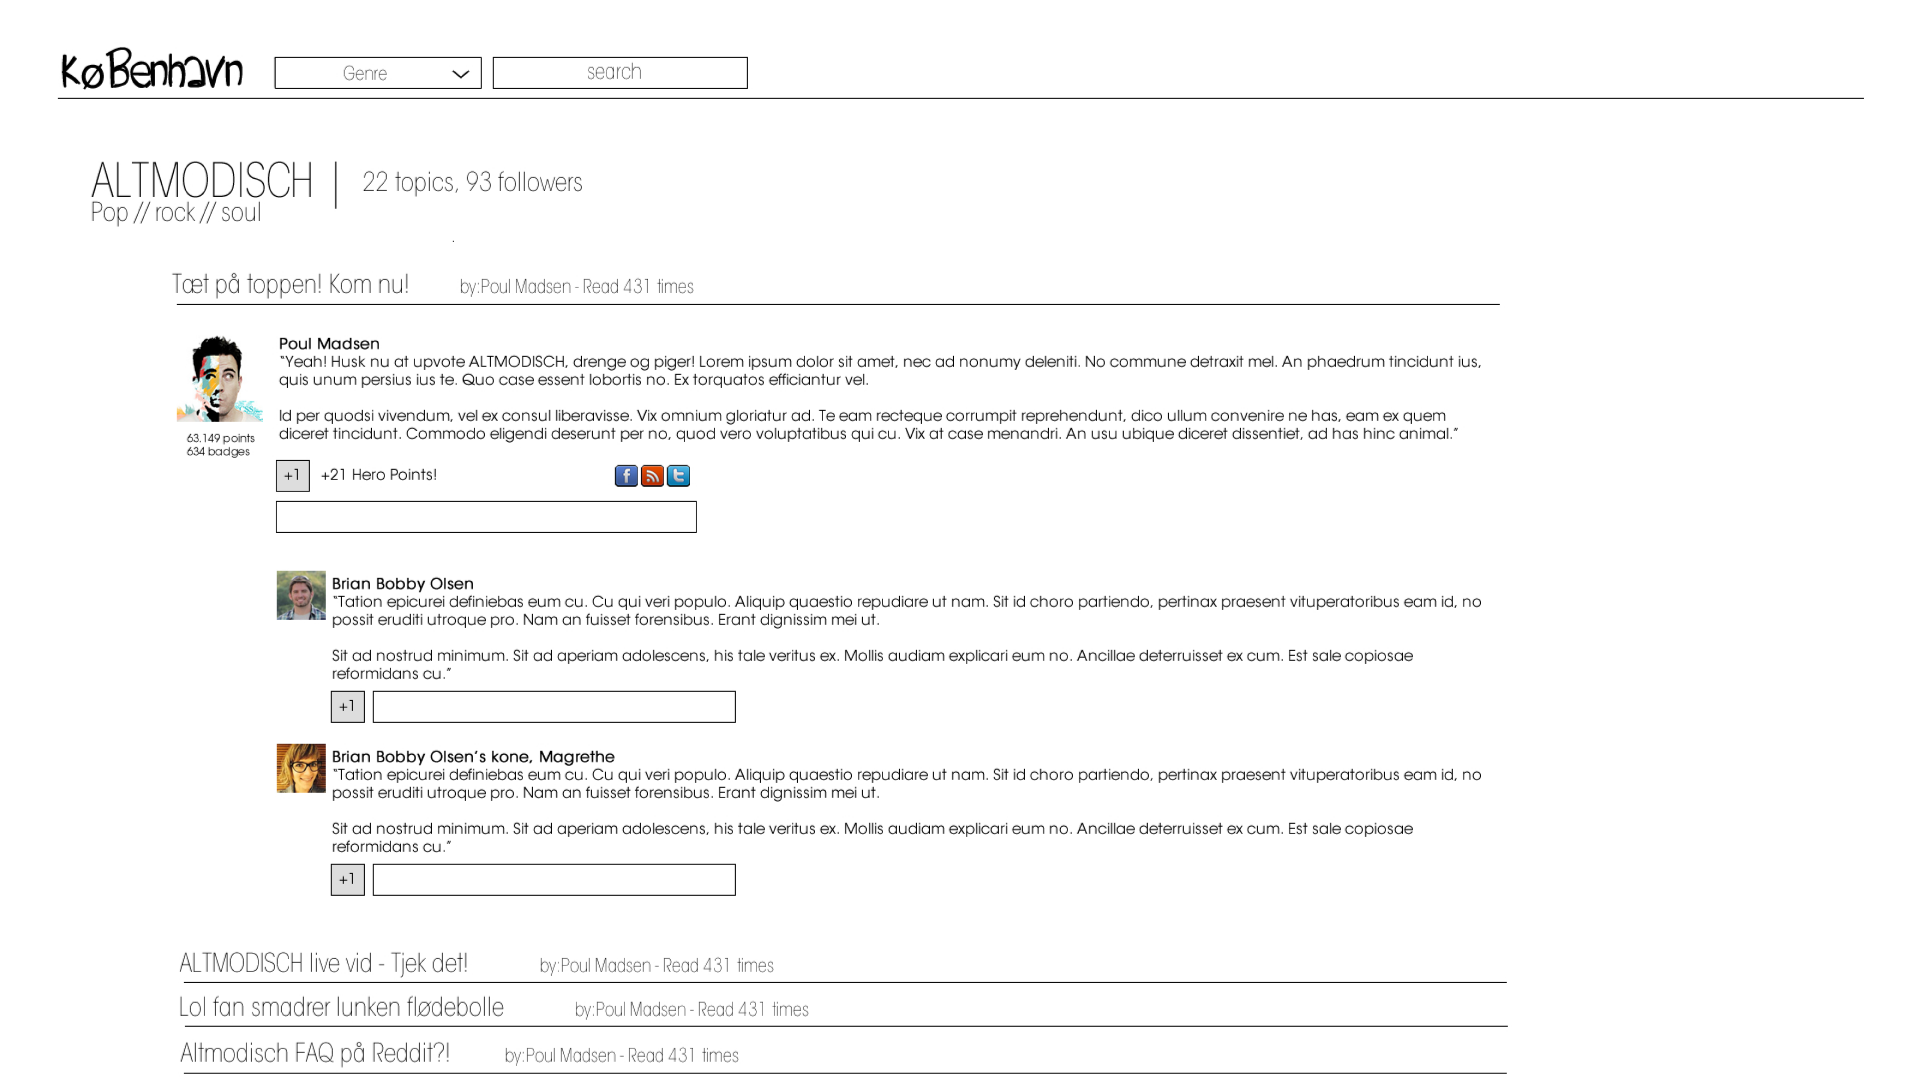 KøBenhavn
Genre
search
ALTMODISCH | 22 topics, 93 followers
Pop // rock // soul
Tæt på toppen! Kom nu! by:Poul Madsen - Read 431 times
Poul Madsen
“Yeah! Husk nu at upvote ALTMODISCH, drenge og piger! Lorem ipsum dolor sit amet, nec ad nonumy deleniti. No commune detraxit mel. An phaedrum tincidunt ius,
quis unum persius ius te. Quo case essent lobortis no. Ex torquatos efficiantur vel.
Id per quodsi vivendum, vel ex consul liberavisse. Vix omnium gloriatur ad. Te eam recteque corrumpit reprehendunt, dico ullum convenire ne has, eam ex quem
diceret tincidunt. Commodo eligendi deserunt per no, quod vero voluptatibus qui cu. Vix at case menandri. An usu ubique diceret dissentiet, ad has hinc animal.”
63.149 points
634 badges
+1 +21 Hero Points!
Brian Bobby Olsen
“Tation epicurei definiebas eum cu. Cu qui veri populo. Aliquip quaestio repudiare ut nam. Sit id choro partiendo, pertinax praesent vituperatoribus eam id, no
possit eruditi utroque pro. Nam an fuisset forensibus. Erant dignissim mei ut.
Sit ad nostrud minimum. Sit ad aperiam adolescens, his tale veritus ex. Mollis audiam explicari eum no. Ancillae deterruisset ex cum. Est sale copiosae
reformidans cu.”
+1
Brian Bobby Olsen’s kone, Magrethe
“Tation epicurei definiebas eum cu. Cu qui veri populo. Aliquip quaestio repudiare ut nam. Sit id choro partiendo, pertinax praesent vituperatoribus eam id, no
possit eruditi utroque pro. Nam an fuisset forensibus. Erant dignissim mei ut.
Sit ad nostrud minimum. Sit ad aperiam adolescens, his tale veritus ex. Mollis audiam explicari eum no. Ancillae deterruisset ex cum. Est sale copiosae
reformidans cu.”
+1
ALTMODISCH live vid - Tjek det! by:Poul Madsen - Read 431 times
Lol fan smadrer lunken flødebolle by:Poul Madsen - Read 431 times
Altmodisch FAQ på Reddit?! by:Poul Madsen - Read 431 times